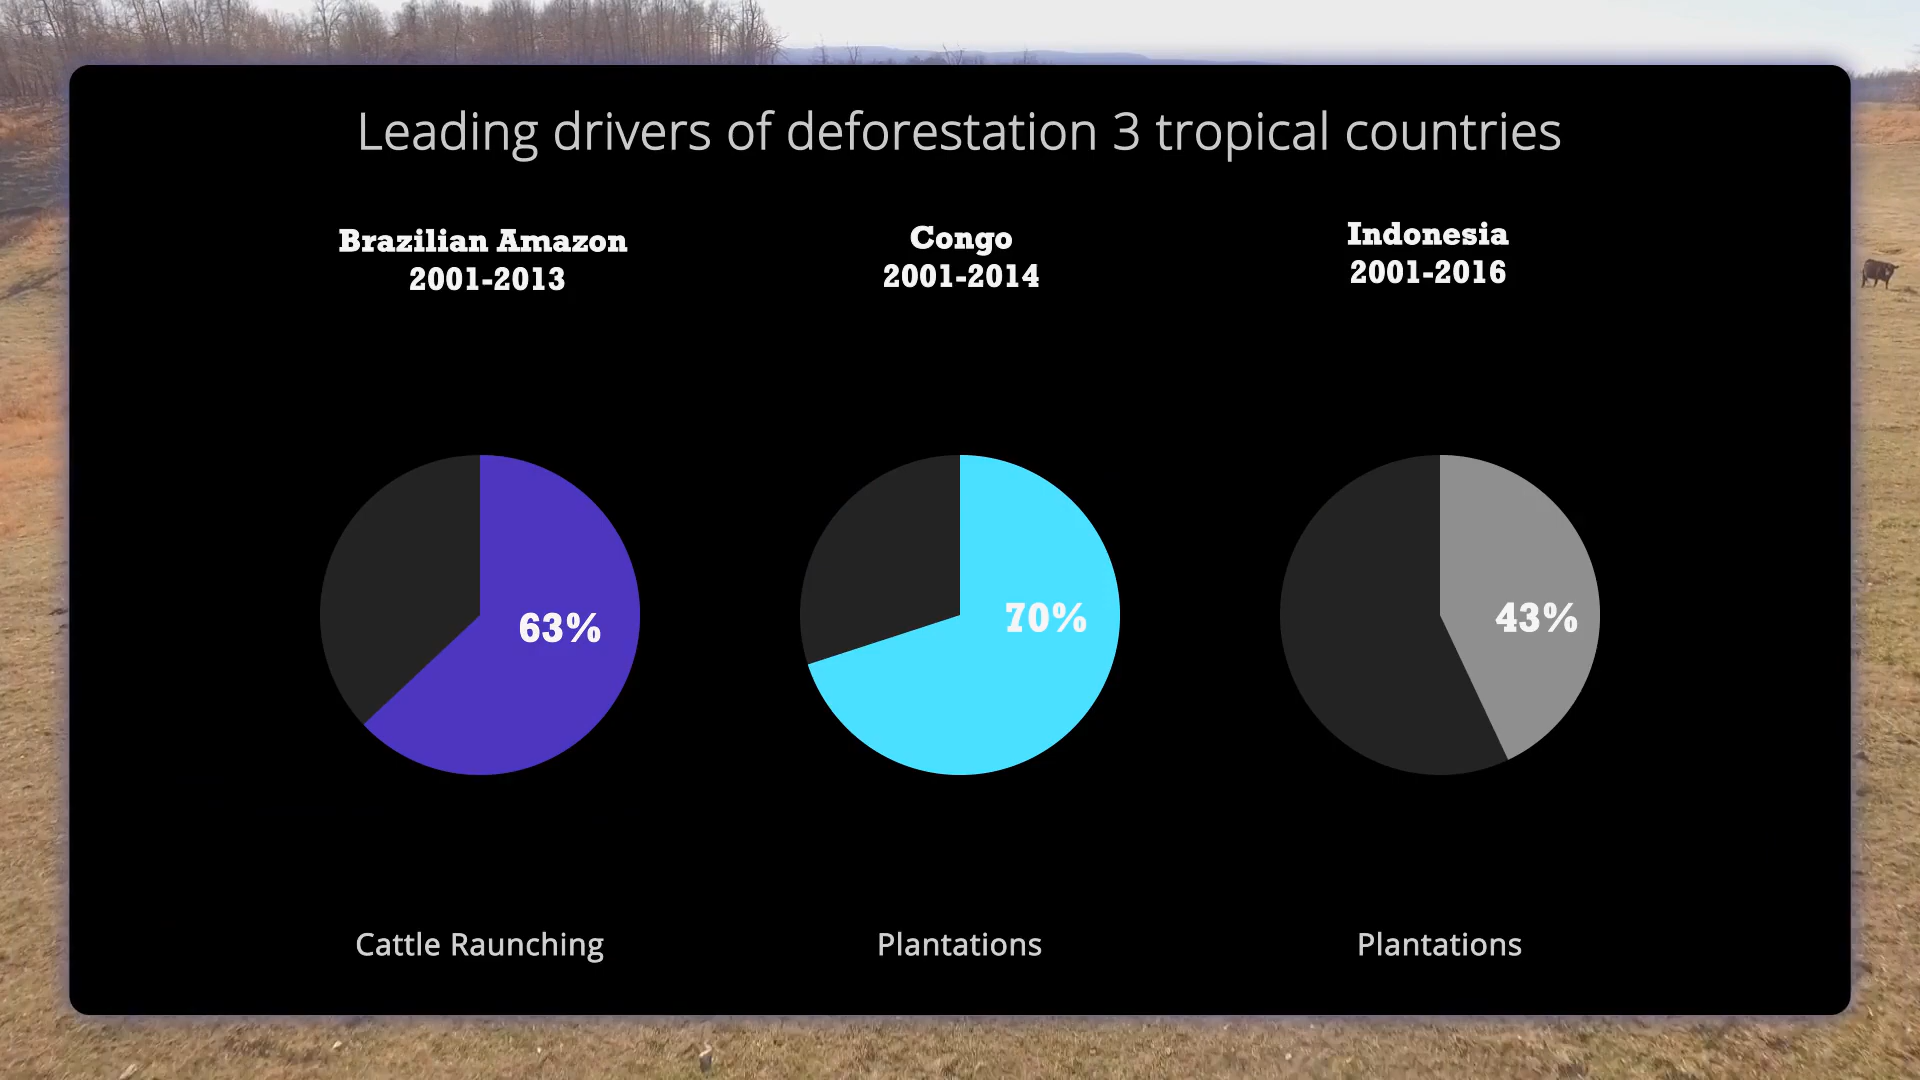 Leading drivers of deforestation 3 tropical countries
Brazilian Amazon
2001-2013
Congo
2001-2014
Indonesia
2001-2016
63%
70%
43%
Cattle Raunching
Plantations
Plantations